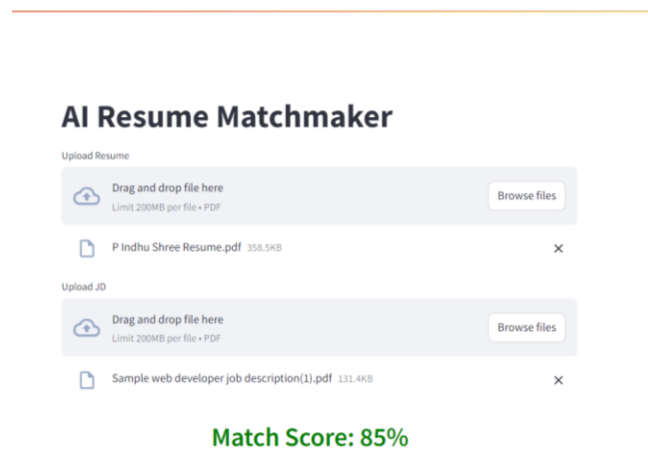 AI Resume Matchmaker
Upload Resume
Drag and drop file here
Limit 200MB per file • PDF
Browse files
P Indhu Shree Resume.pdf 358.5KB
Upload JD
Drag and drop file here
Limit 200MB per file • PDF
Browse files
Sample web developer job description(1).pdf 131.4KB
Match Score: 85%